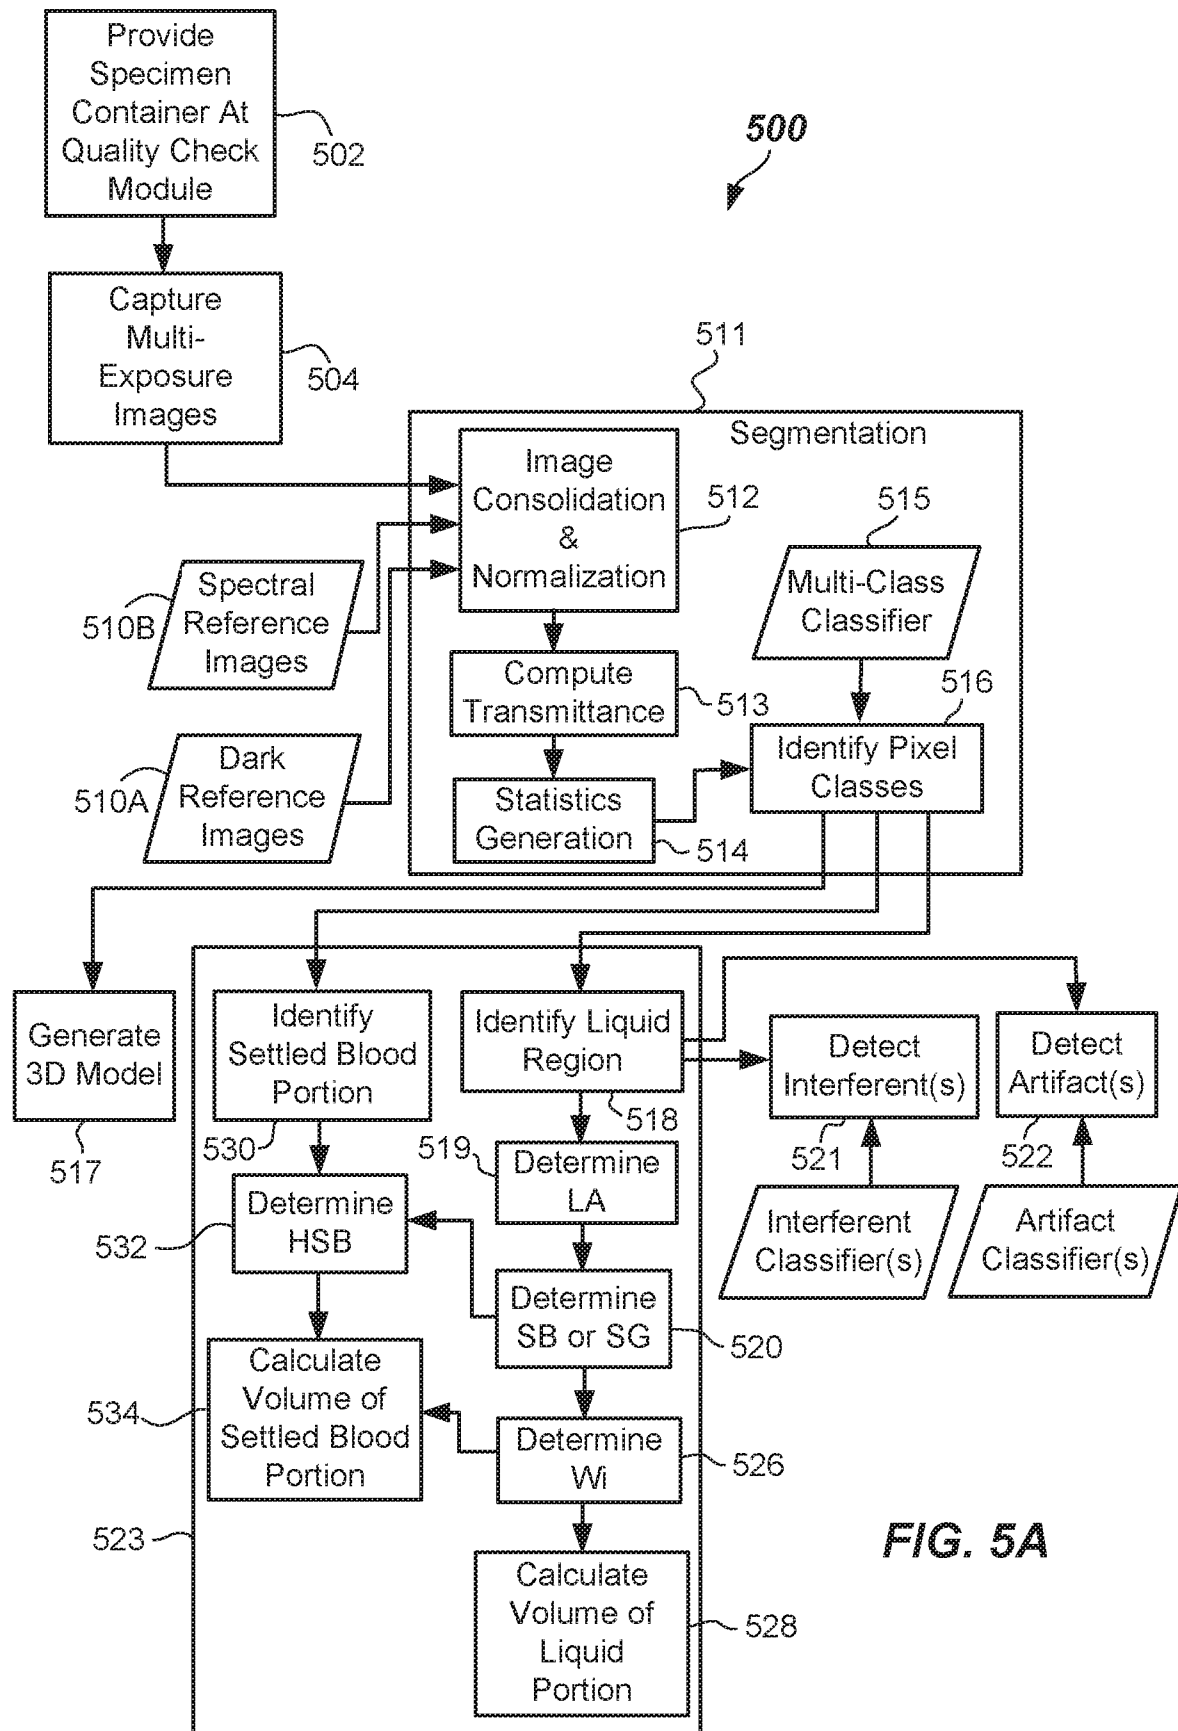 Provide
Specimen
Container At
Quality Check
Module
502
500
Capture
Multi-
Exposure
Images
504
511
Segmentation
Image
Consolidation
&
Normalization
512
515
Multi-Class
Classifier
510B
Spectral
Reference
Images
Compute
Transmittance
513
516
Identify Pixel
Classes
510A
Dark
Reference
Images
Statistics
Generation
514
Generate
3D Model
517
Identify
Settled Blood
Portion
530
Identify Liquid
Region
518
Detect
Interferent(s)
521
Detect
Artifact(s)
522
519
Determine
LA
532
Determine
HSB
Interferent
Classifier(s)
Artifact
Classifier(s)
Determine
SB or SG
520
534
Calculate
Volume of
Settled Blood
Portion
Determine
Wi
526
523
FIG. 5A
Calculate
Volume of
Liquid
Portion
528